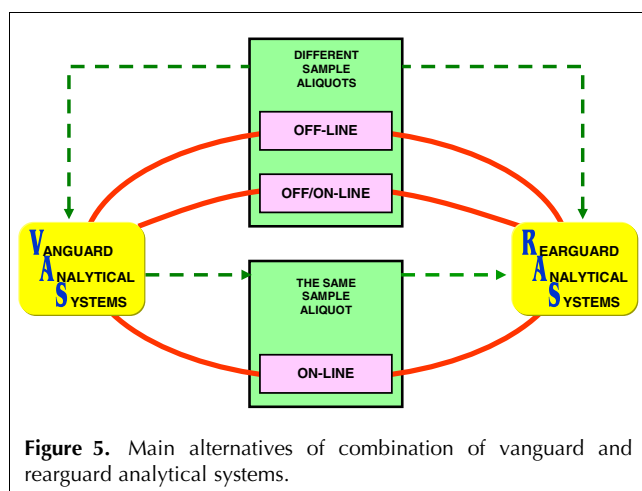 DIFFERENT
SAMPLE
ALIQUOTS
OFF-LINE
OFF/ON-LINE
VANGUARD
ANALYTICAL
SYSTEMS
REARGUARD
ANALYTICAL
SYSTEMS
THE SAME
SAMPLE
ALIQUOT
ON-LINE
Figure 5. Main alternatives of combination of vanguard and
rearguard analytical systems.